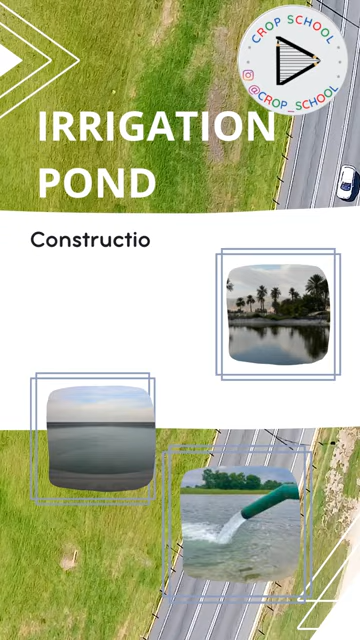 CROP SCHOOL
@CROP_SCHOOL
IRRIGATION
POND
Constructio